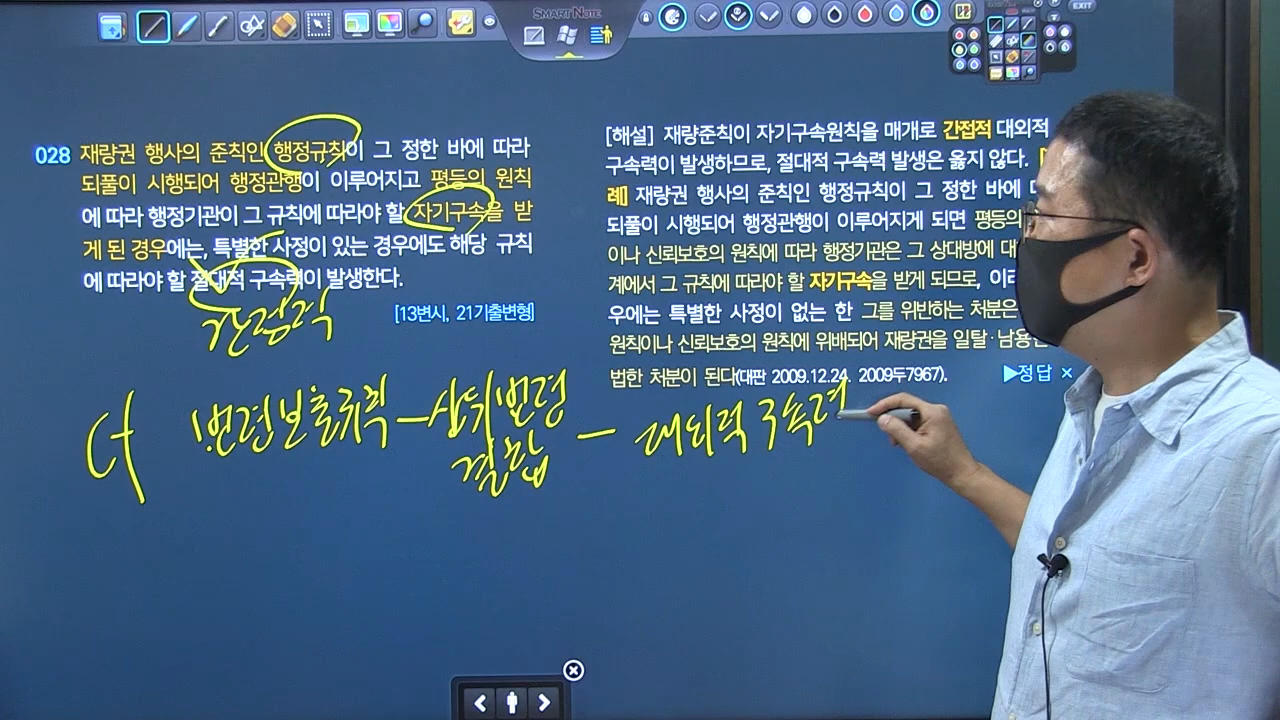 SMART NOTE
EXIT
028 재량권 행사의 준칙인 행정규칙이 그 정한 바에 따라
되풀이 시행되어 행정관행이 이루어지고 평등의 원칙
에 따라 행정기관이 그 규칙에 따라야 할 자기구속을 받
게 된 경우에는, 특별한 사정이 있는 경우에도 해당 규칙
에 따라야 할 절대적 구속력이 발생한다.
[13변시, 21기출변형]
간접적
[해설] 재량준칙이 자기구속원칙을 매개로 간접적 대외적
구속력이 발생하므로, 절대적 구속력 발생은 옳지 않다.
례] 재량권 행사의 준칙인 행정규칙이 그 정한 바에
되풀이 시행되어 행정관행이 이루어지게 되면 평등의
이나 신뢰보호의 원칙에 따라 행정기관은 그 상대방에
계에서 그 규칙에 따라야 할 자기구속을 받게 되므로, 이
우에는 특별한 사정이 없는 한 그를 위반하는 처분은
원칙이나 신뢰보호의 원칙에 위배되어 재량권을 일탈·남용
법한 처분이 된다(대판 2009.12.24. 2009두7967).
▶정답 ×
법령보충규칙 – 상위법령 – 대외적 구속력
결합